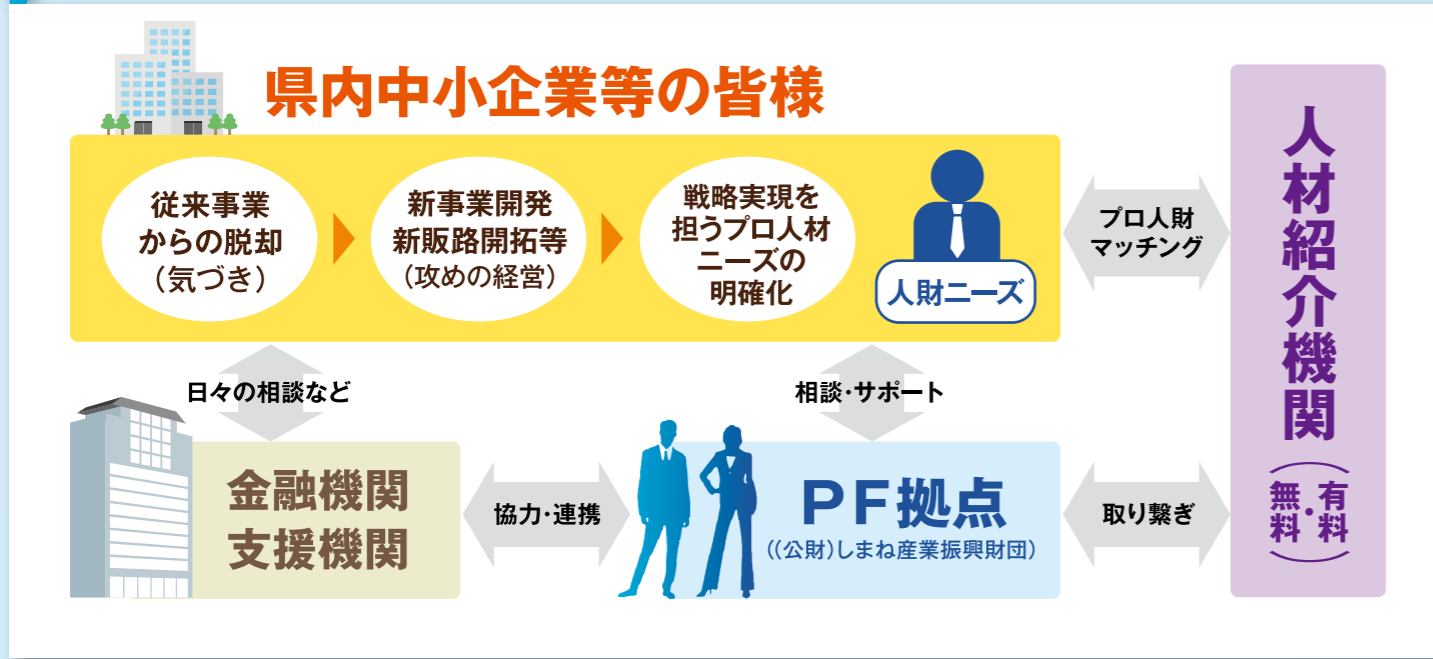 県内中小企業等の皆様
従来事業
からの脱却
（気づき）
新事業開発
新販路開拓等
（攻めの経営）
戦略実現を
担うプロ人材
ニーズの
明確化
人財ニーズ
プロ人財
マッチング
人材紹介機関
（有料・無料）
日々の相談など
相談・サポート
金融機関
支援機関
協力・連携
PF拠点
（（公財）しまね産業振興財団）
取り繋ぎ